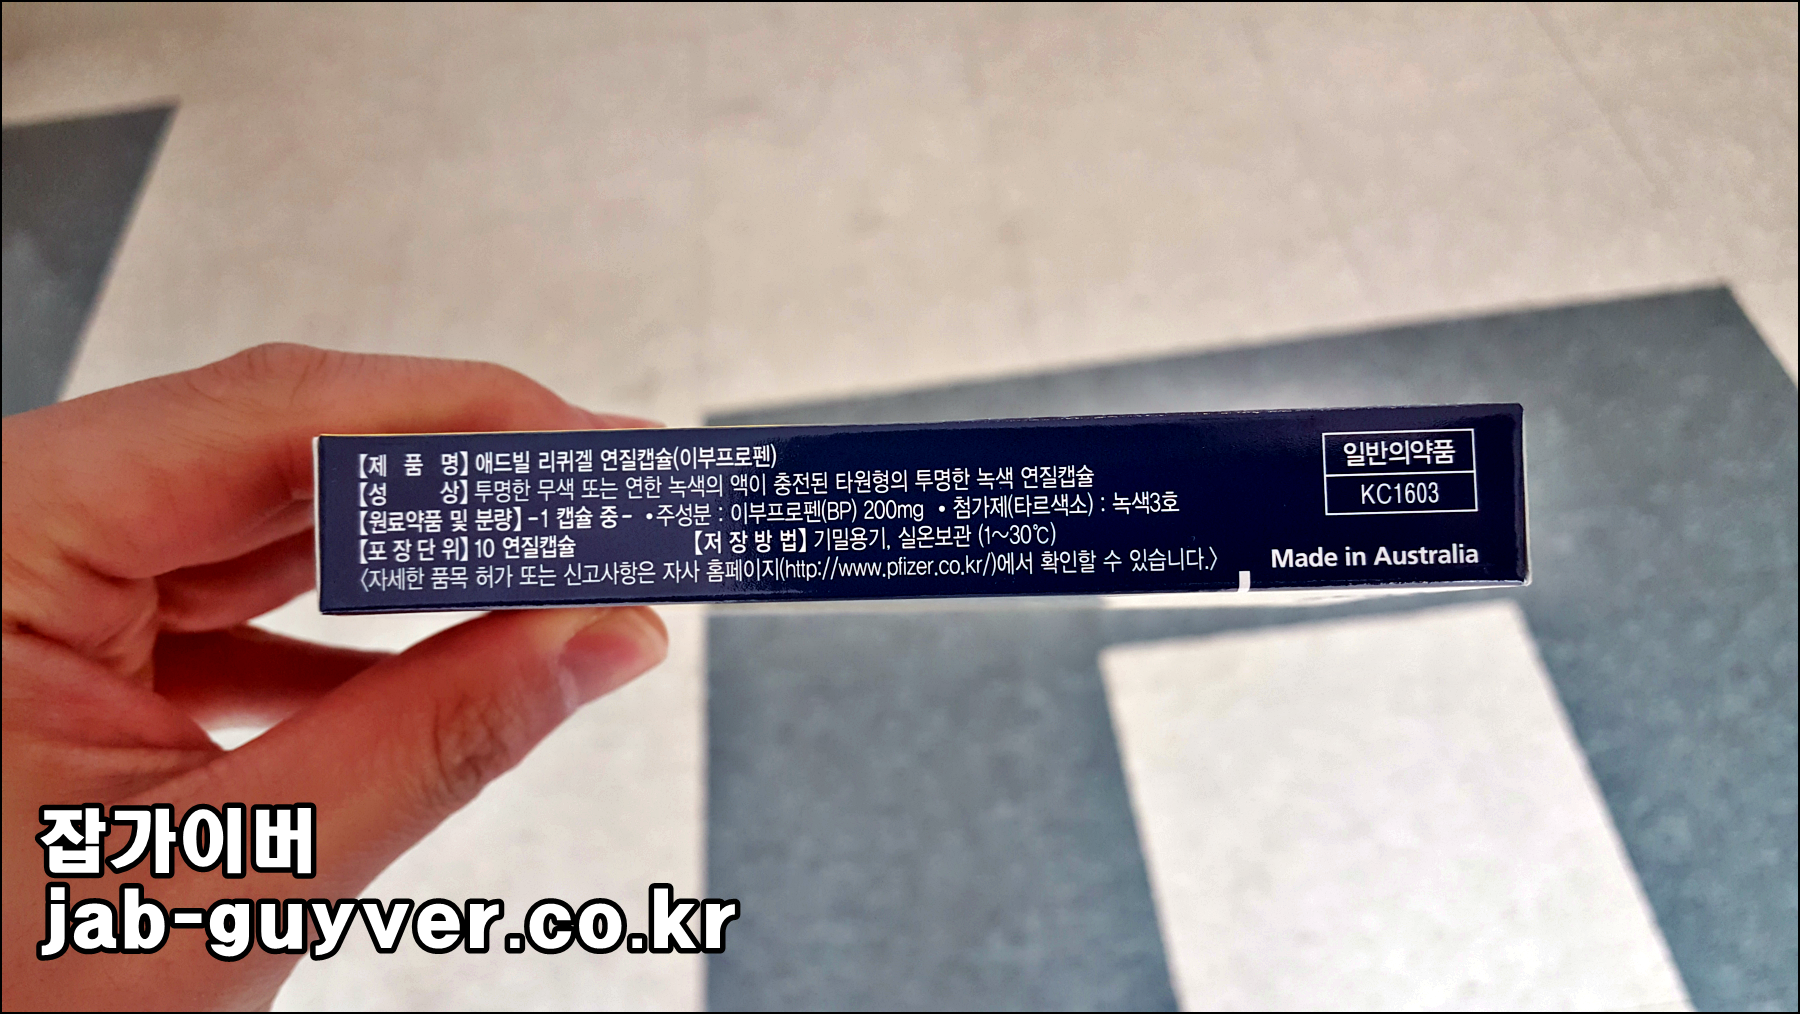 【제 품 명】 애드빌 리퀴겔 연질캡슐(이부프로펜)
【성 상】 투명한 무색 또는 연한 녹색의 액이 충전된 타원형의 투명한 녹색 연질캡슐
【원료약품 및 분량】 -1 캡슐 중- •주성분 : 이부프로펜(BP) 200mg •첨가제(타르색소) : 녹색3호
【포 장 단 위】 10 연질캡슐 【저 장 방 법】 기밀용기, 실온보관 (1~30℃)
<자세한 품목 허가 또는 신고사항은 자사 홈페이지(http://www.pfizer.co.kr/)에서 확인할 수 있습니다.>
일반의약품
KC1603
Made in Australia
잡가이버
jab-guyver.co.kr